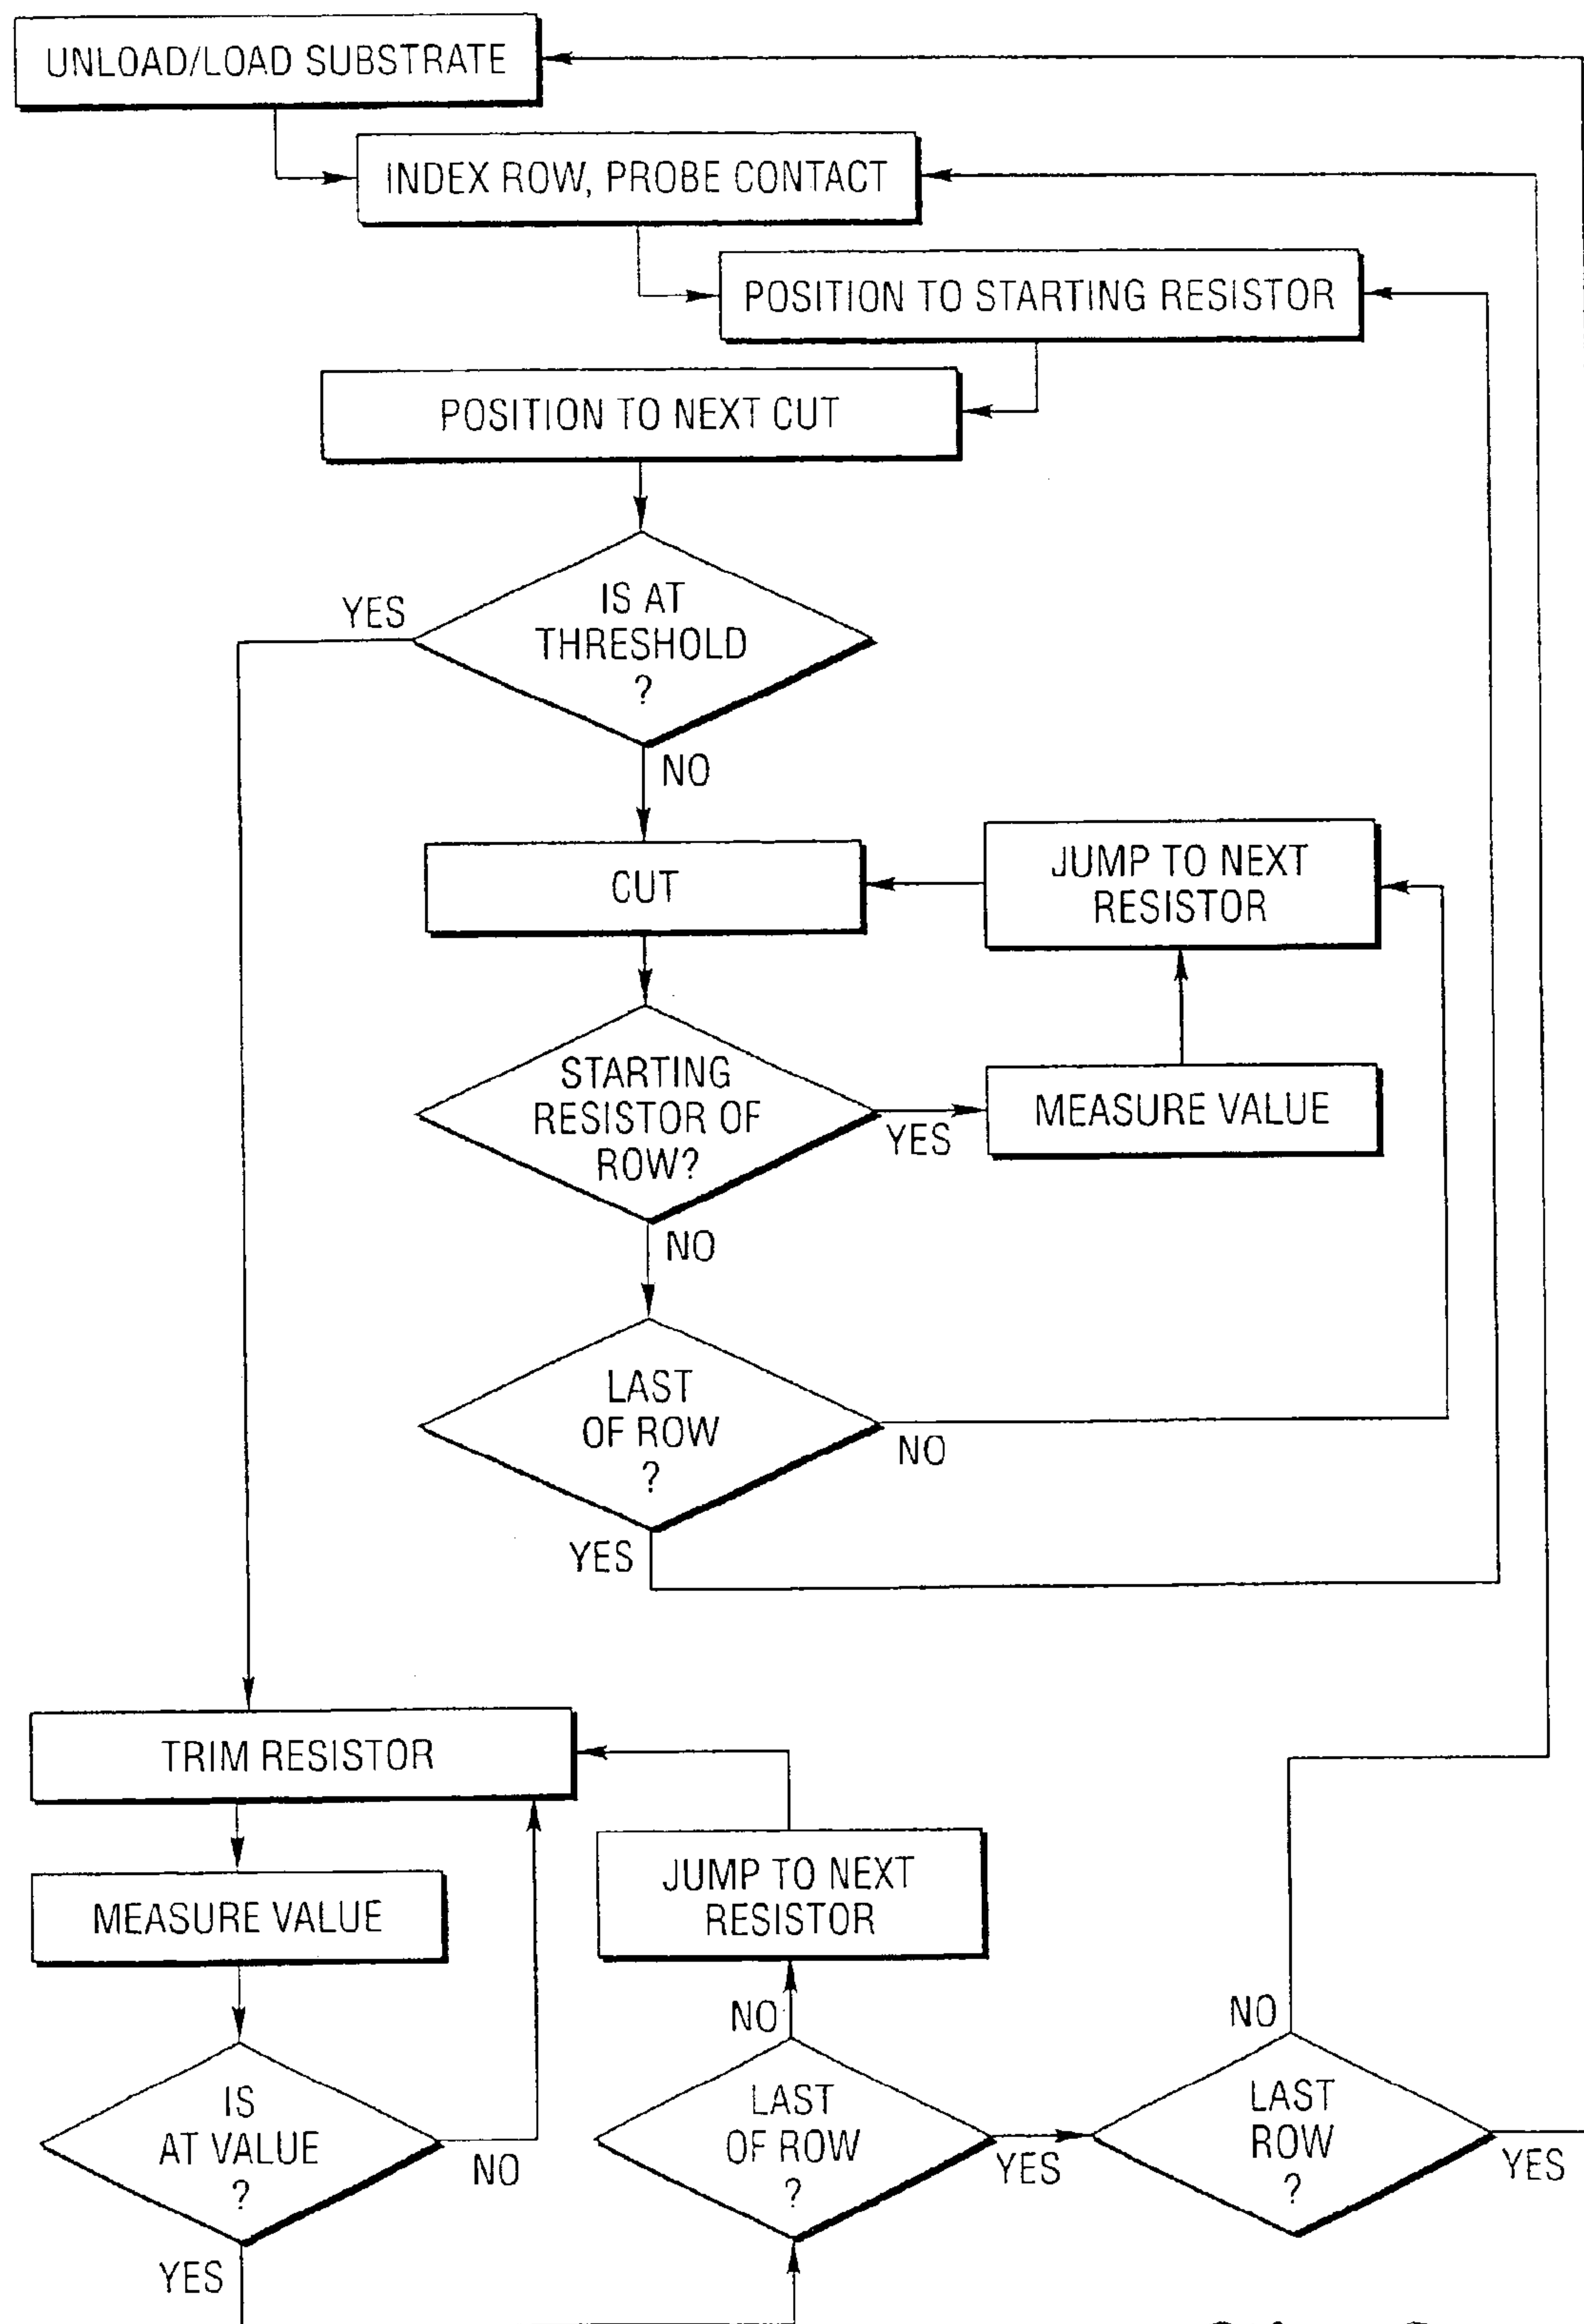 UNLOAD/LOAD SUBSTRATE
INDEX ROW, PROBE CONTACT
POSITION TO STARTING RESISTOR
POSITION TO NEXT CUT
YES
IS AT
THRESHOLD
?
NO
CUT
JUMP TO NEXT
RESISTOR
STARTING
RESISTOR OF
ROW?
YES
MEASURE VALUE
NO
LAST
OF ROW
?
NO
YES
TRIM RESISTOR
MEASURE VALUE
JUMP TO NEXT
RESISTOR
IS
AT VALUE
?
NO
YES
NO
LAST
OF ROW
?
YES
NO
LAST
ROW
?
YES